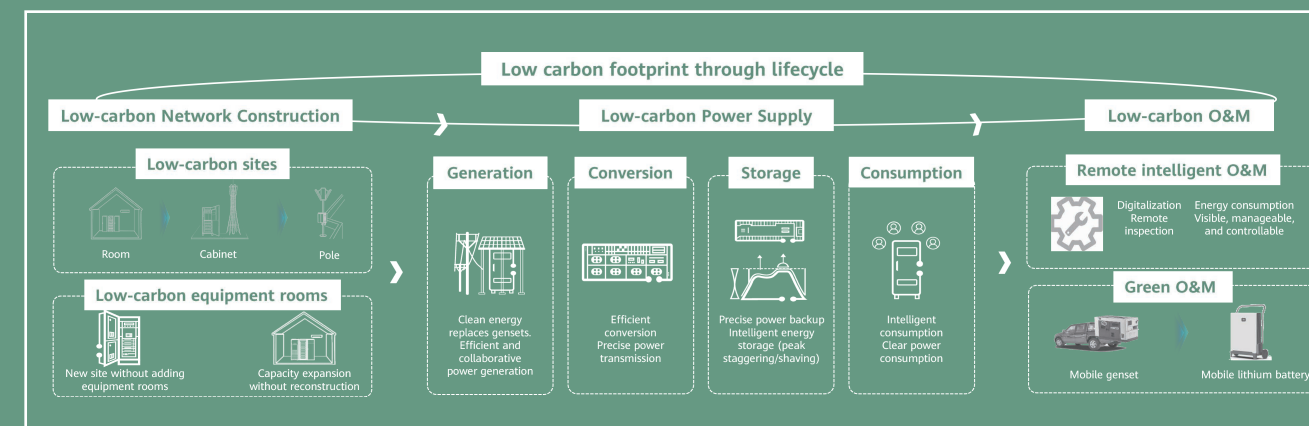 Low carbon footprint through lifecycle
Low-carbon Network Construction
Low-carbon Power Supply
Low-carbon O&M
Low-carbon sites
Room
Cabinet
Pole
Low-carbon equipment rooms
New site without adding
equipment rooms
Capacity expansion
without reconstruction
Generation
Clean energy
replaces gensets.
Efficient and
collaborative
power generation
Conversion
Efficient
conversion
Precise power
transmission
Storage
Precise power backup
Intelligent energy
storage (peak
staggering/shaving)
Consumption
Intelligent
consumption
Clear power
consumption
Remote intelligent O&M
Digitalization
Remote
inspection
Energy consumption
Visible, manageable,
and controllable
Green O&M
Mobile genset
Mobile lithium battery